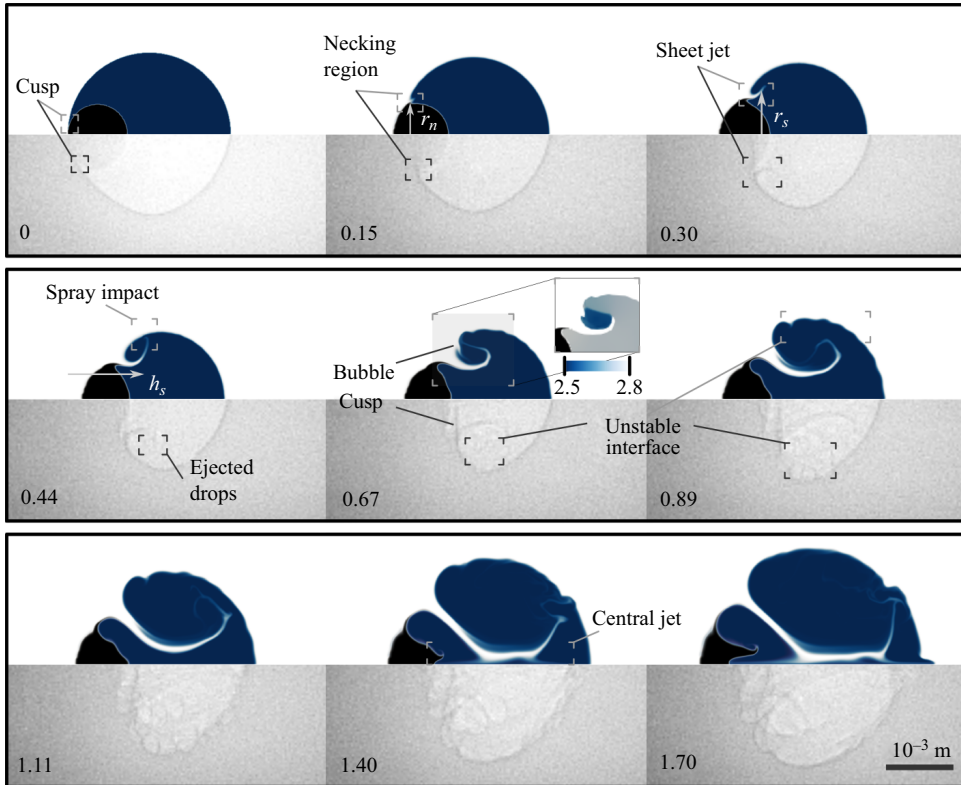 Cusp
Necking
region
r_n
Sheet jet
r_s
0
0.15
0.30
Spray impact
h_s
Bubble
Cusp
2.5
2.8
Ejected
drops
Unstable
interface
0.44
0.67
0.89
Central jet
1.11
1.40
1.70
10⁻³ m